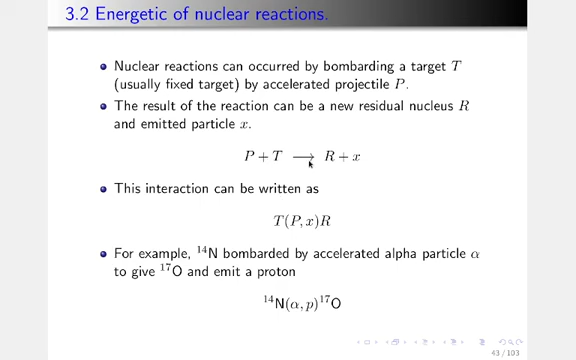 3.2 Energetic of nuclear reactions.
Nuclear reactions can occurred by bombarding a target T
(usually fixed target) by accelerated projectile P.
The result of the reaction can be a new residual nucleus R
and emitted particle x.
P + T ⟶ R + x
This interaction can be written as
T(P, x)R
For example, ¹⁴N bombarded by accelerated alpha particle α
to give ¹⁷O and emit a proton
¹⁴N(α, p)¹⁷O
43 / 103